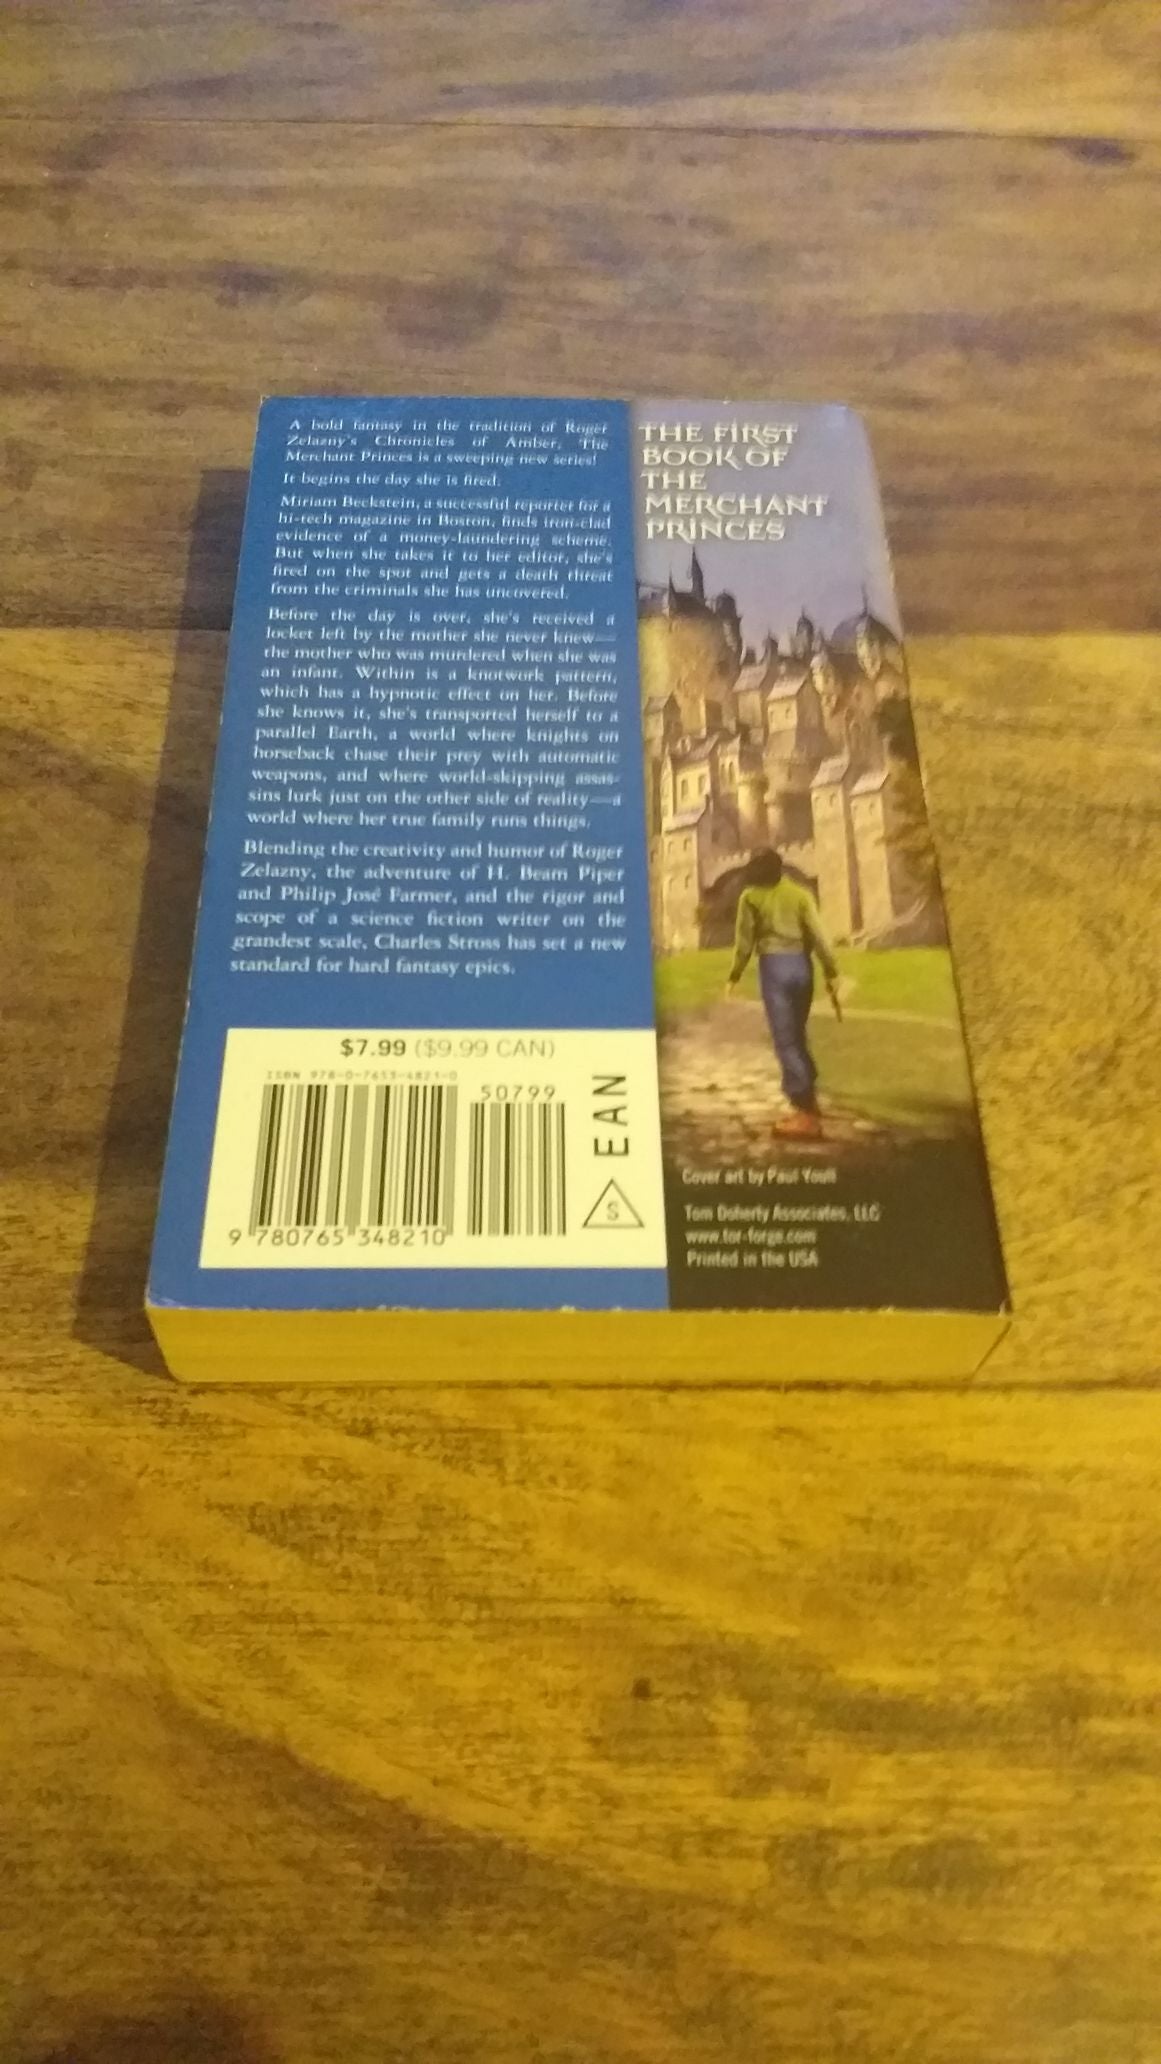 A bold fantasy in the tradition of Roger
Zelazny's Chronicles of Amber, The
Merchant Princes is a sweeping new series!
It begins the day she is fired.
Miriam Beckstein, a successful reporter for a
hi-tech magazine in Boston, finds iron-clad
evidence of a money-laundering scheme.
But when she takes it to her editor, she's
fired on the spot and gets a death threat
from the criminals she has uncovered.
Before the day is over, she's received a
locket left by the mother she never knew—
the mother who was murdered when she was
an infant. Within is a knotwork pattern,
which has a hypnotic effect on her. Before
she knows it, she's transported herself to a
parallel Earth, a world where knights on
horseback chase their prey with automatic
weapons, and where world-skipping assas-
sins lurk just on the other side of reality—a
world where her true family runs things.
Blending the creativity and humor of Roger
Zelazny, the adventure of H. Beam Piper
and Philip José Farmer, and the rigor and
scope of a science fiction writer on the
grandest scale, Charles Stross has set a new
standard for hard fantasy epics.
$7.99 ($9.99 CAN)
ISBN 978-0-7653-4821-0
50799
9 780765 348210
EAN
S
THE FIRST
BOOK OF
THE
MERCHANT
PRINCES
Cover art by Paul Youll
Tom Doherty Associates, LLC
www.tor-forge.com
Printed in the USA